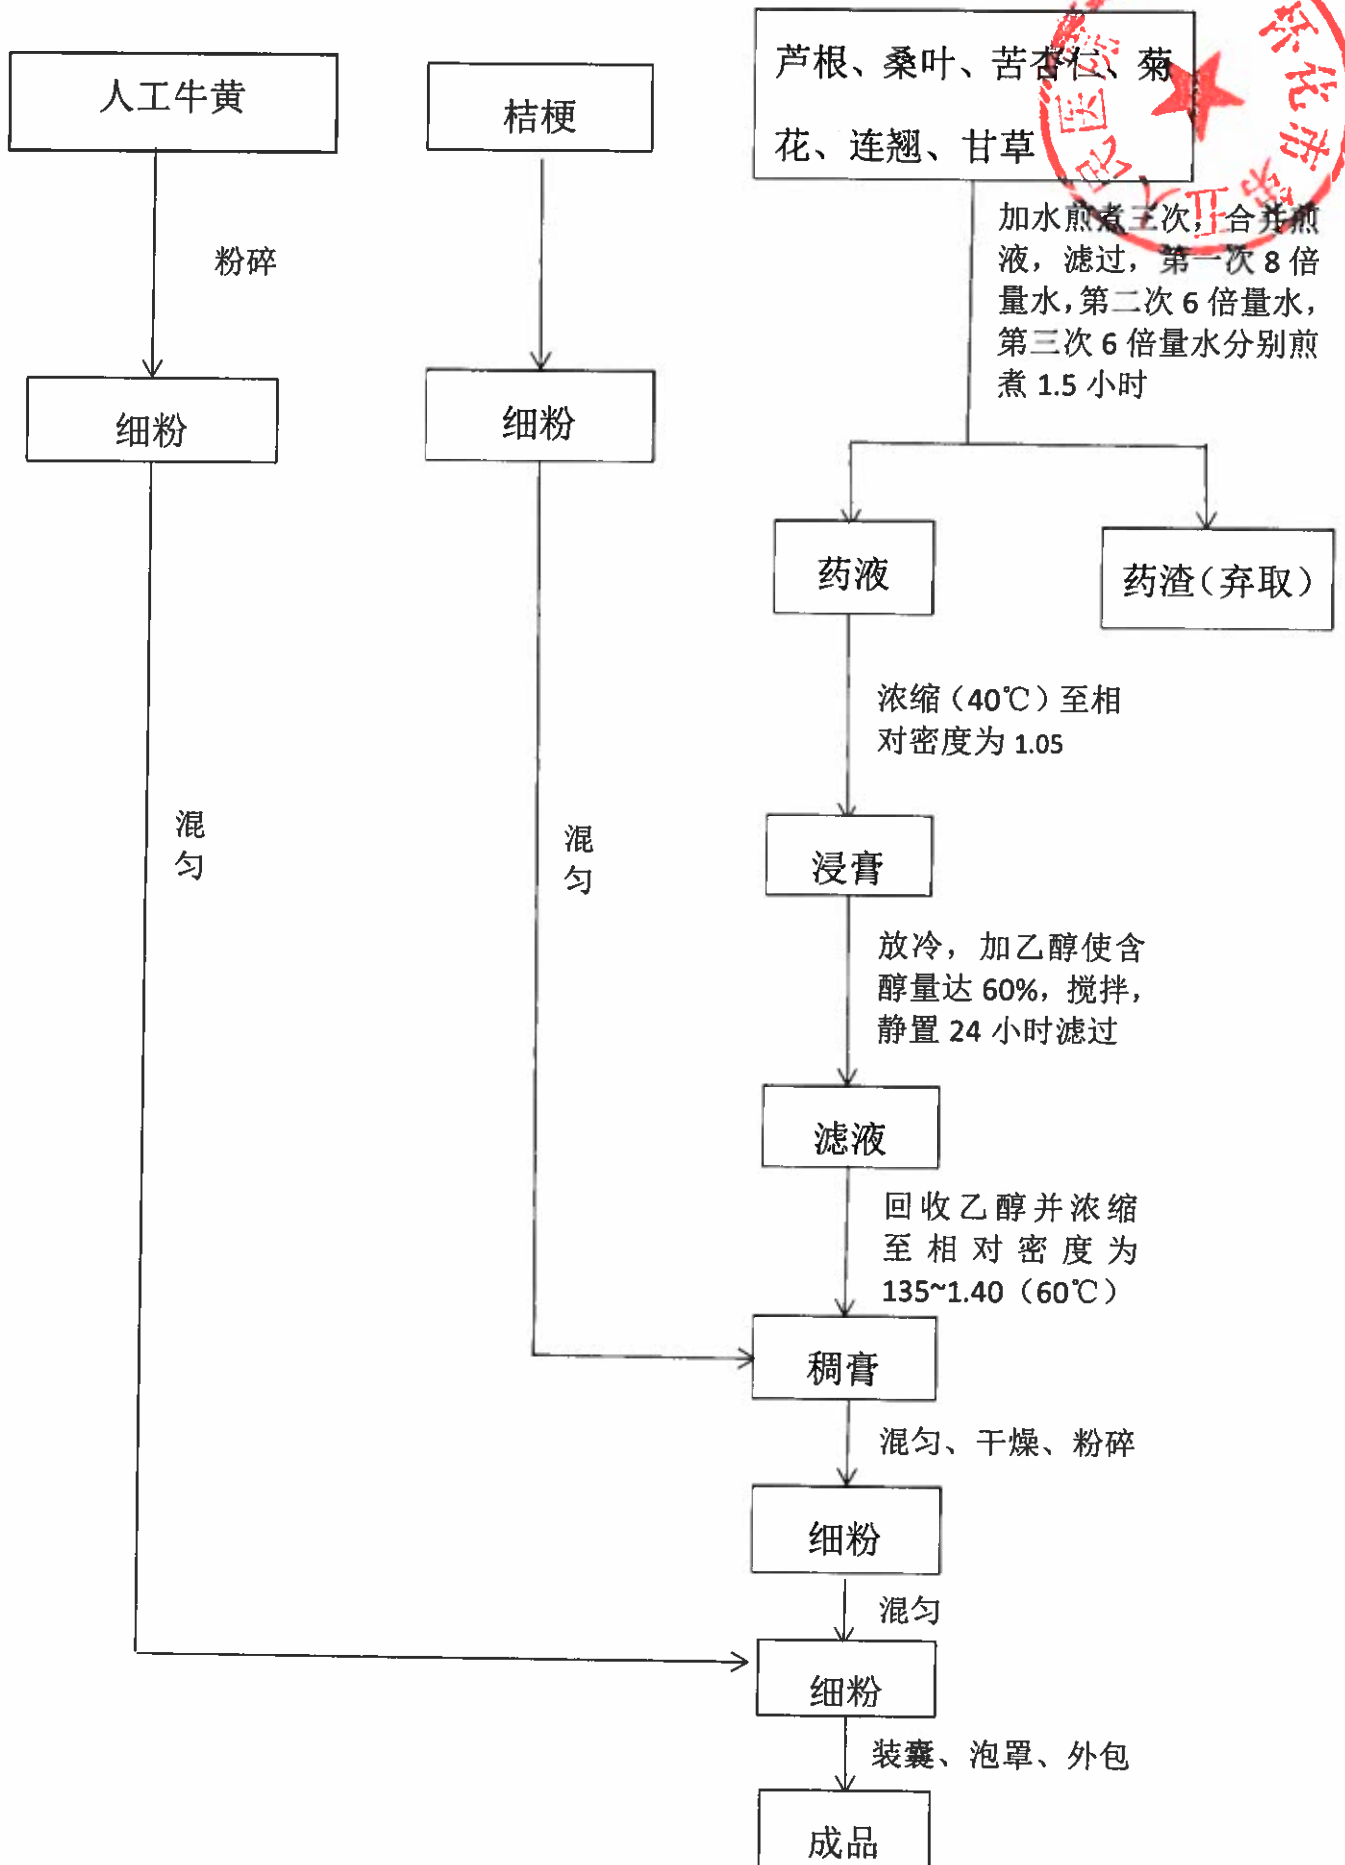 人工牛黄
桔梗
芦根、桑叶、苦杏仁、菊
花、连翘、甘草
粉碎
加水煎煮三次，合并煎
液，滤过，第一次 8 倍
量水，第二次 6 倍量水，
第三次 6 倍量水分别煎
煮 1.5 小时
细粉
细粉
药液
药渣（弃取）
浓缩（40℃）至相
对密度为 1.05
混
匀
混
匀
浸膏
放冷，加乙醇使含
醇量达 60%，搅拌，
静置 24 小时滤过
滤液
回收乙醇并浓缩
至相对密度为
135~1.40（60℃）
稠膏
混匀、干燥、粉碎
细粉
混匀
细粉
装囊、泡罩、外包
成品